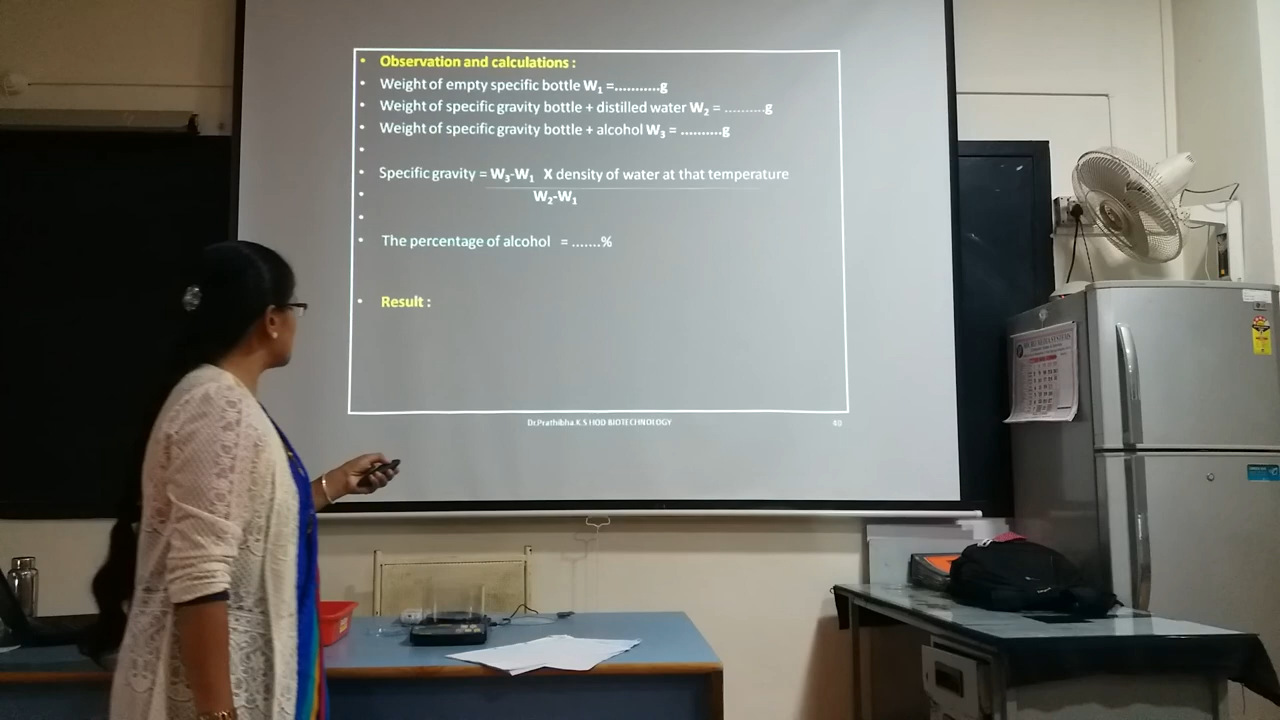 Observation and calculations :
Weight of empty specific bottle W₁ =...........g
Weight of specific gravity bottle + distilled water W₂ = ..........g
Weight of specific gravity bottle + alcohol W₃ = ..........g
Specific gravity = W₃-W₁ X density of water at that temperature
W₂-W₁
The percentage of alcohol = .......%
Result :
Dr.Prathibha.K.S HOD BIOTECHNOLOGY 40